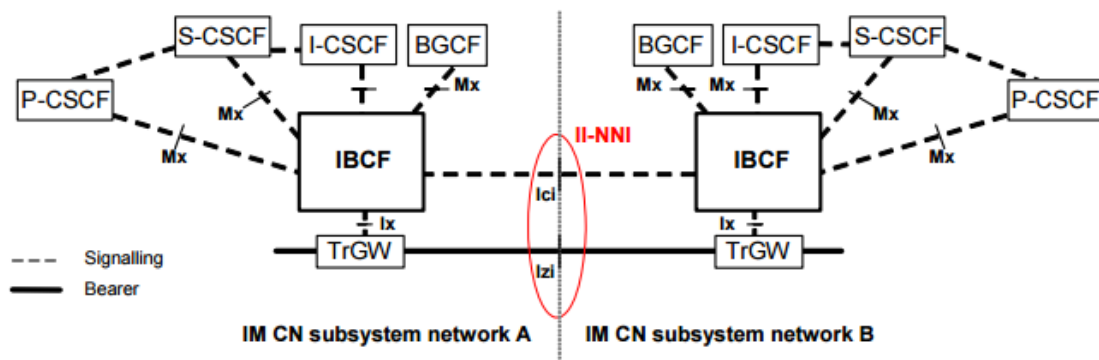 S-CSCF
I-CSCF
BGCF
BGCF
I-CSCF
S-CSCF
P-CSCF
P-CSCF
Mx
Mx
Mx
Mx
Mx
Mx
Mx
II-NNI
IBCF
IBCF
Ici
Ix
Ix
TrGW
TrGW
Signalling
Izi
Bearer
IM CN subsystem network A
IM CN subsystem network B